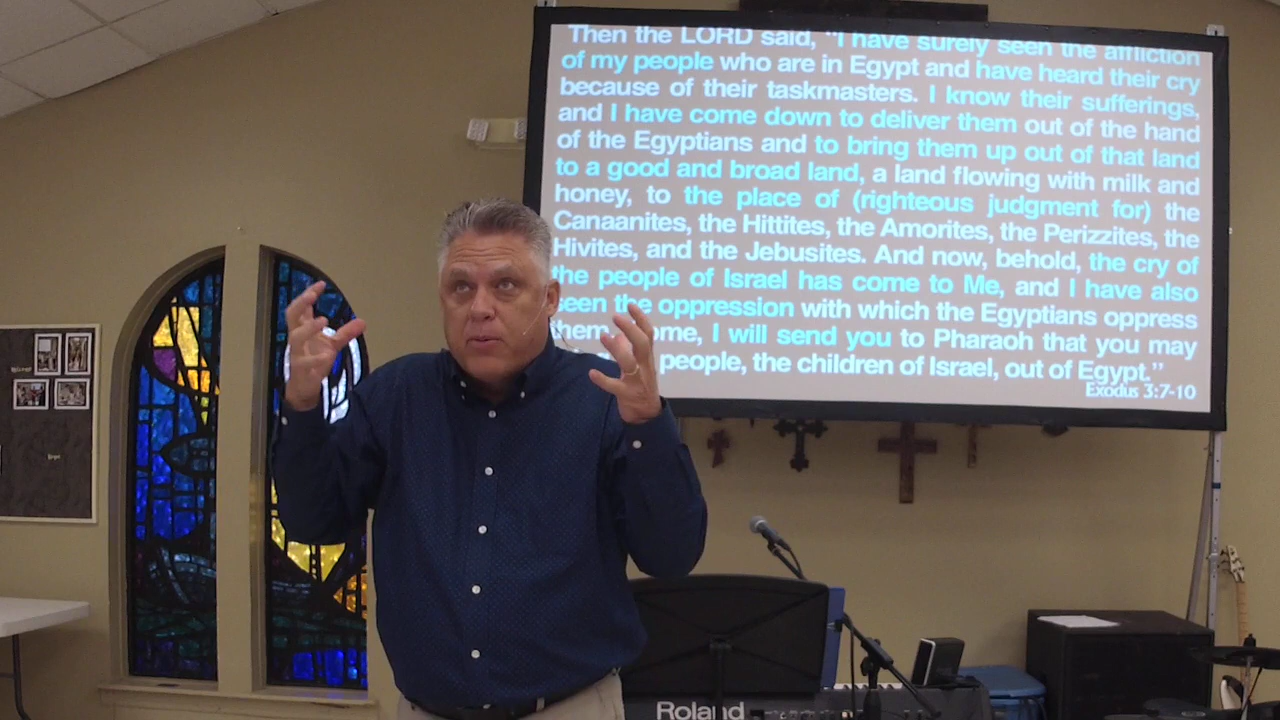 Then the LORD said, "I have surely seen the affliction
of my people who are in Egypt and have heard their cry
because of their taskmasters. I know their sufferings,
and I have come down to deliver them out of the hand
of the Egyptians and to bring them up out of that land
to a good and broad land, a land flowing with milk and
honey, to the place of (righteous judgment for) the
Canaanites, the Hittites, the Amorites, the Perizzites, the
Hivites, and the Jebusites. And now, behold, the cry of
the people of Israel has come to Me, and I have also
seen the oppression with which the Egyptians oppress
them. Come, I will send you to Pharaoh that you may
people, the children of Israel, out of Egypt."
Exodus 3:7-10
Roland